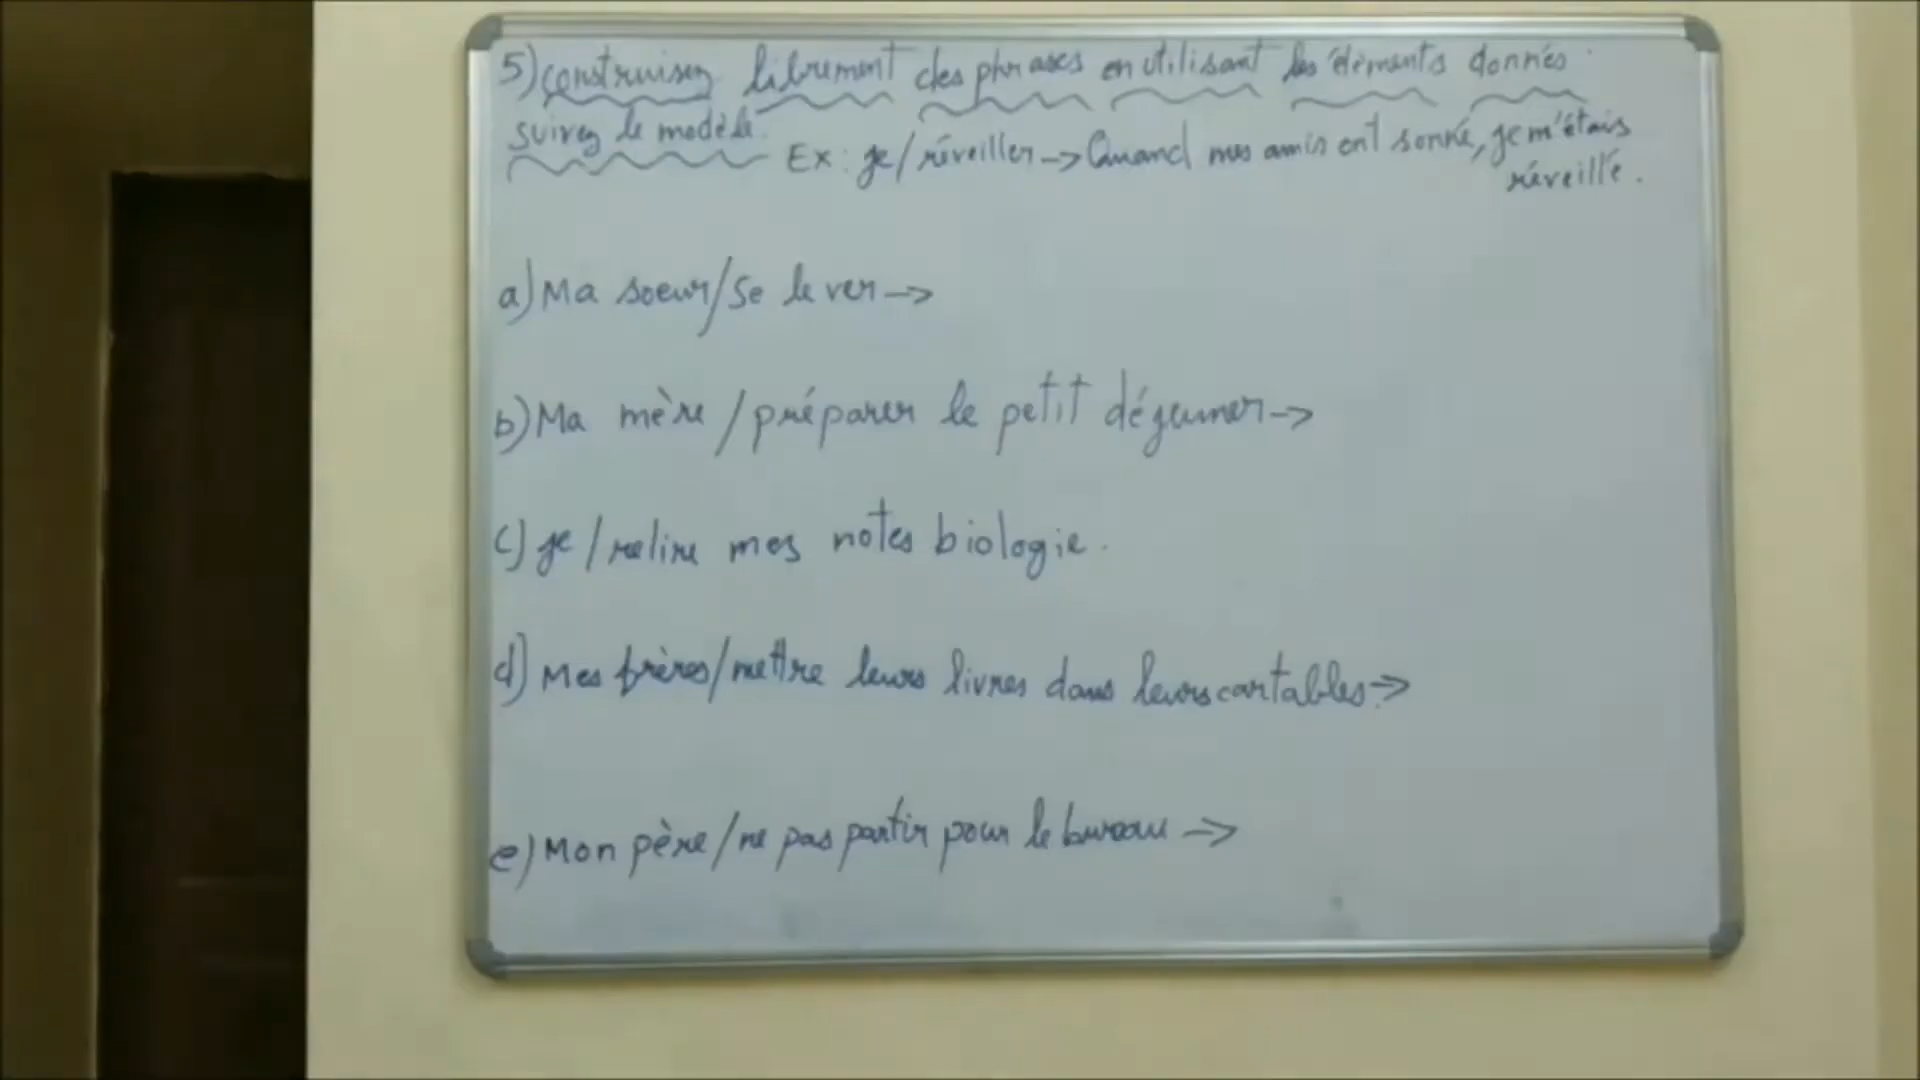 5) Construisez librement des phrases en utilisant les éléments donnés.
suivez le modèle. Ex: je/réveiller -> Quand mes amis ont sonné, je m'étais
réveillé.
a) Ma soeur/se lever ->
b) Ma mère / préparer le petit déjeuner ->
c) je / relire mes notes biologie.
d) Mes frères/mettre leurs livres dans leurs cartables ->
e) Mon père/ne pas partir pour le bureau ->